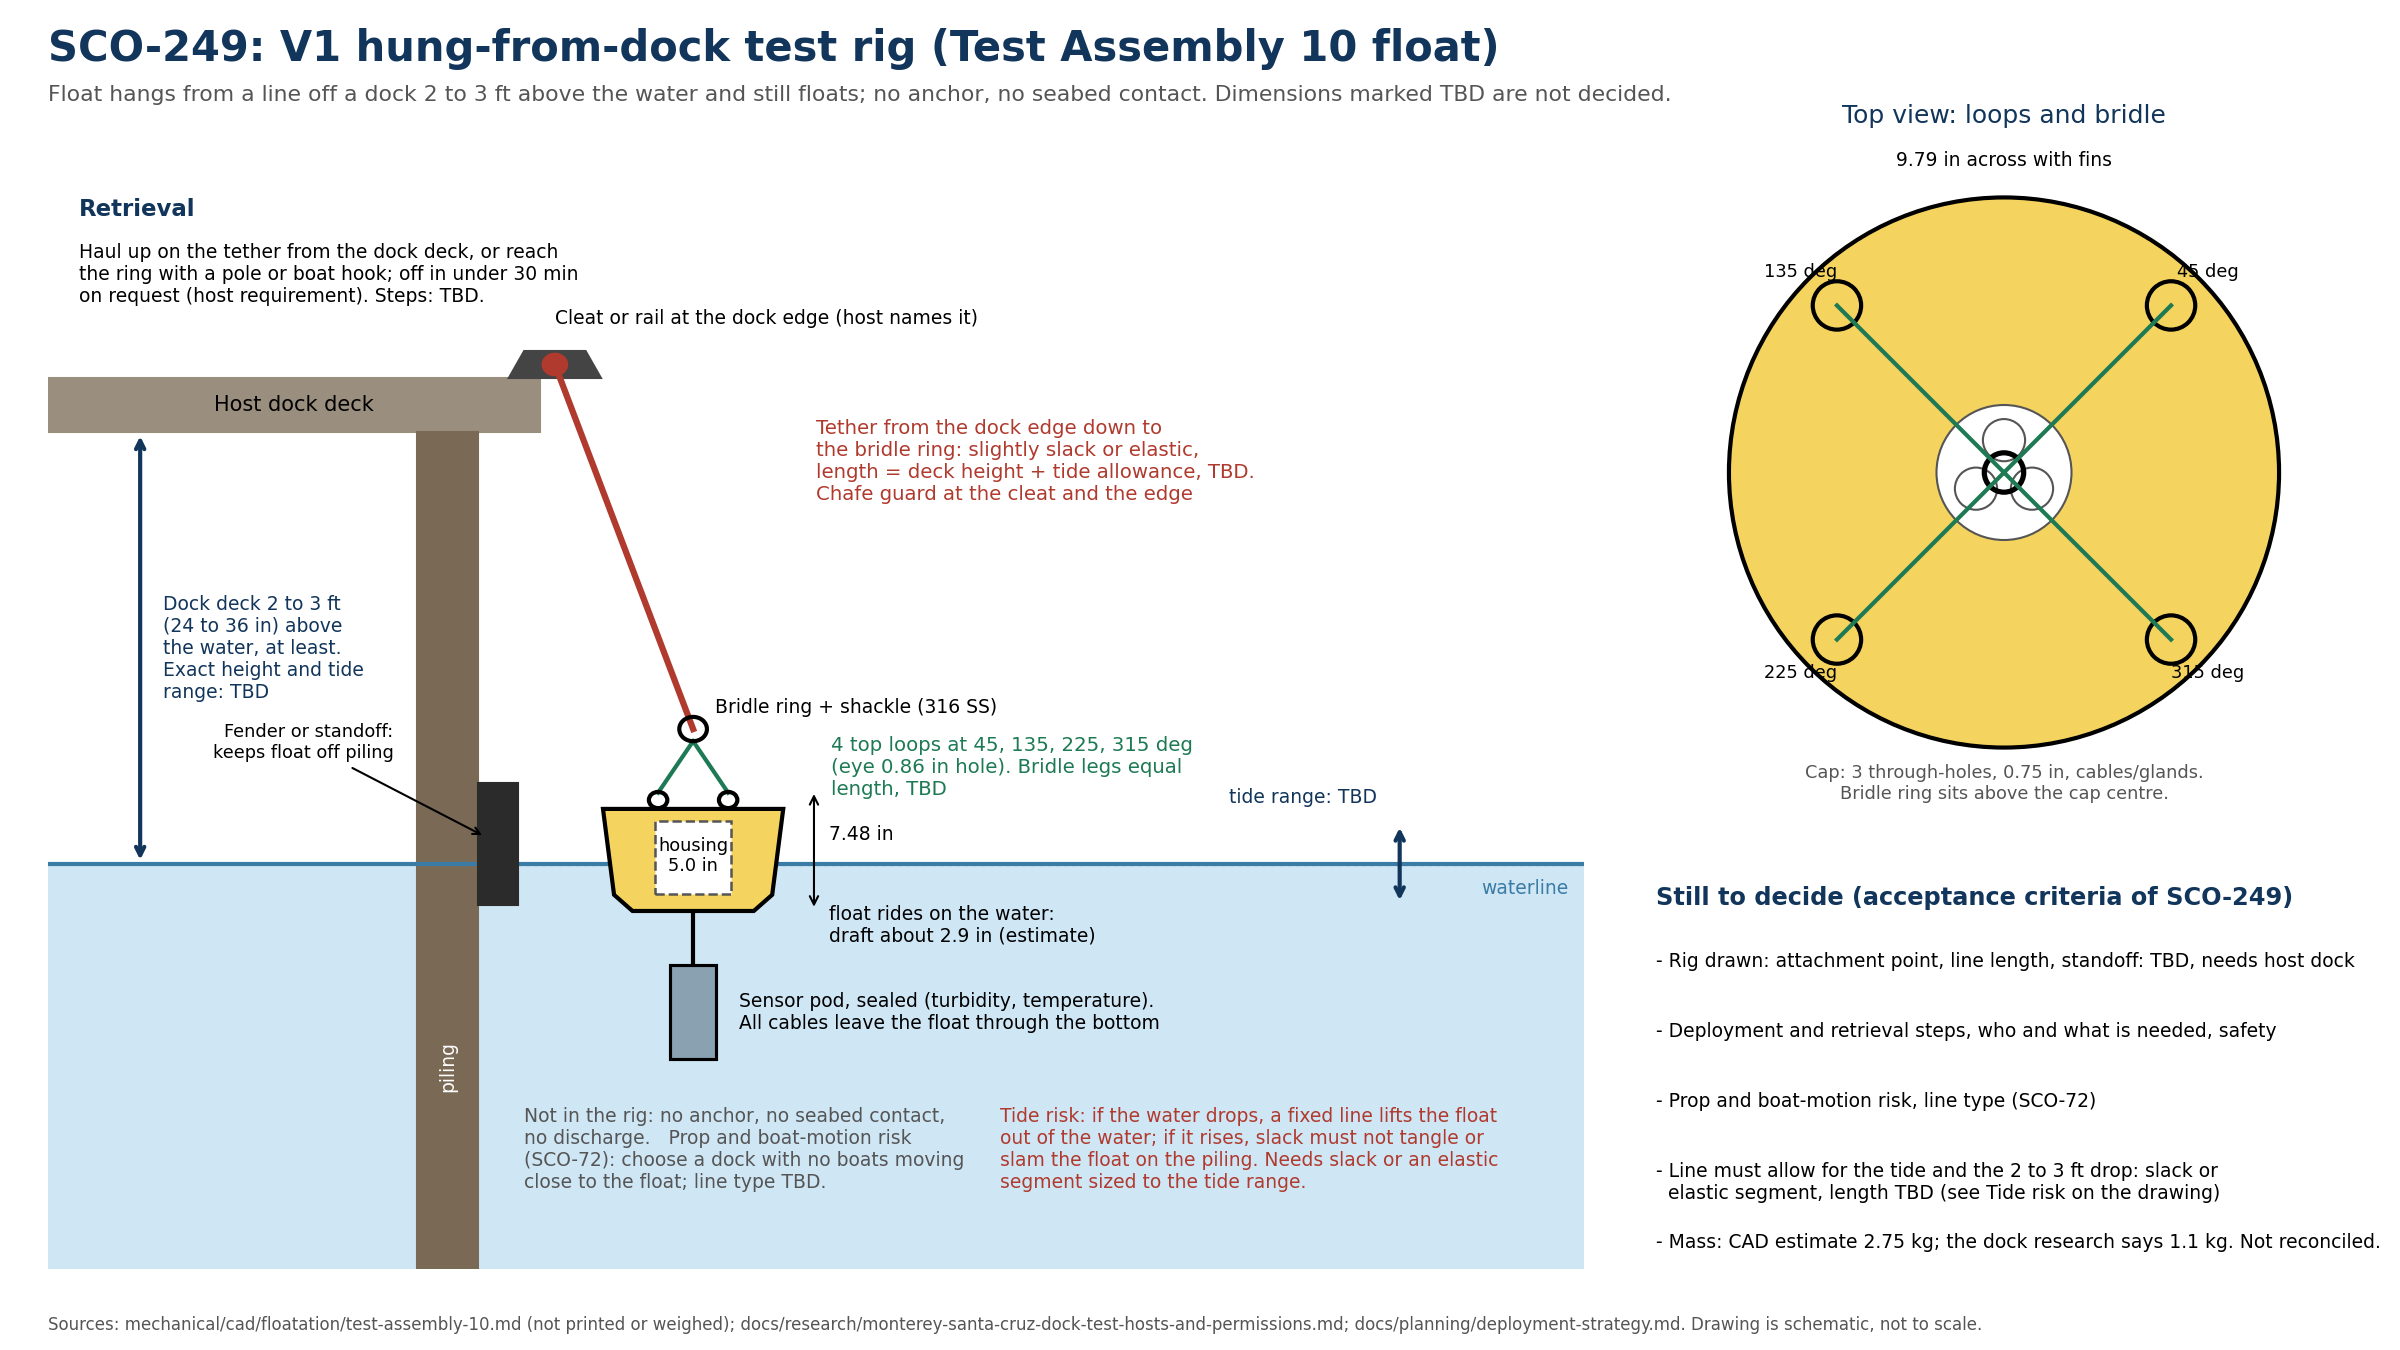 SCO-249: V1 hung-from-dock test rig (Test Assembly 10 float)
Float hangs from a line off a dock 2 to 3 ft above the water and still floats; no anchor, no seabed contact. Dimensions marked TBD are not decided.
Retrieval
Haul up on the tether from the dock deck, or reach
the ring with a pole or boat hook; off in under 30 min
on request (host requirement). Steps: TBD.
Cleat or rail at the dock edge (host names it)
Host dock deck
Tether from the dock edge down to
the bridle ring: slightly slack or elastic,
length = deck height + tide allowance, TBD.
Chafe guard at the cleat and the edge
Dock deck 2 to 3 ft
(24 to 36 in) above
the water, at least.
Exact height and tide
range: TBD
Fender or standoff:
keeps float off piling
Bridle ring + shackle (316 SS)
4 top loops at 45, 135, 225, 315 deg
(eye 0.86 in hole). Bridle legs equal
length, TBD
tide range: TBD
7.48 in
housing
5.0 in
waterline
float rides on the water:
draft about 2.9 in (estimate)
Sensor pod, sealed (turbidity, temperature).
All cables leave the float through the bottom
piling
Not in the rig: no anchor, no seabed contact,
no discharge.   Prop and boat-motion risk
(SCO-72): choose a dock with no boats moving
close to the float; line type TBD.
Tide risk: if the water drops, a fixed line lifts the float
out of the water; if it rises, slack must not tangle or
slam the float on the piling. Needs slack or an elastic
segment sized to the tide range.
Top view: loops and bridle
9.79 in across with fins
135 deg
45 deg
225 deg
315 deg
Cap: 3 through-holes, 0.75 in, cables/glands.
Bridle ring sits above the cap centre.
Still to decide (acceptance criteria of SCO-249)
- Rig drawn: attachment point, line length, standoff: TBD, needs host dock
- Deployment and retrieval steps, who and what is needed, safety
- Prop and boat-motion risk, line type (SCO-72)
- Line must allow for the tide and the 2 to 3 ft drop: slack or
elastic segment, length TBD (see Tide risk on the drawing)
- Mass: CAD estimate 2.75 kg; the dock research says 1.1 kg. Not reconciled.
Sources: mechanical/cad/floatation/test-assembly-10.md (not printed or weighed); docs/research/monterey-santa-cruz-dock-test-hosts-and-permissions.md; docs/planning/deployment-strategy.md. Drawing is schematic, not to scale.